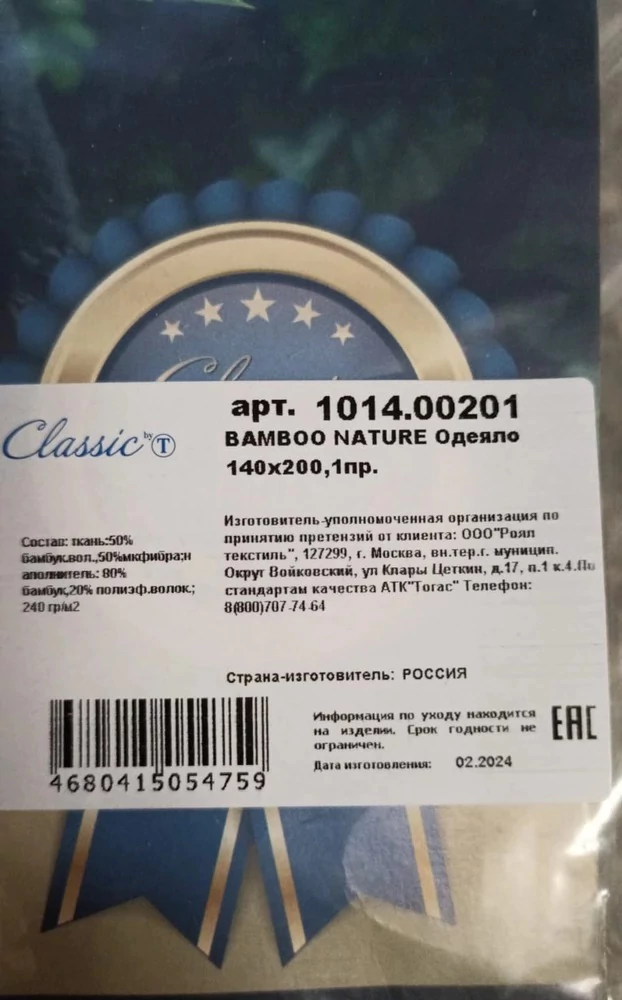 Classic
арт. 1014.00201
Classic by T
BAMBOO NATURE Одеяло
140x200,1пр.
Состав: ткань:50%
бамбук.вол.,50%мкфибра;н
аполнитель: 80%
бамбук,20% полиэф.волок.;
240 гр/м2
Изготовитель-уполномоченная организация по
принятию претензий от клиента: ООО"Роял
текстиль", 127299, г. Москва, вн.тер.г. муницип.
Округ Войковский, ул Клары Цеткин, д.17, п.1 к.4.По
стандартам качества АТК"Тогас" Телефон:
8(800)707-74-64
Страна-изготовитель: РОССИЯ
Информация по уходу находится
на изделии. Срок годности не
ограничен.
Дата изготовления: 02.2024
EAC
4680415054759